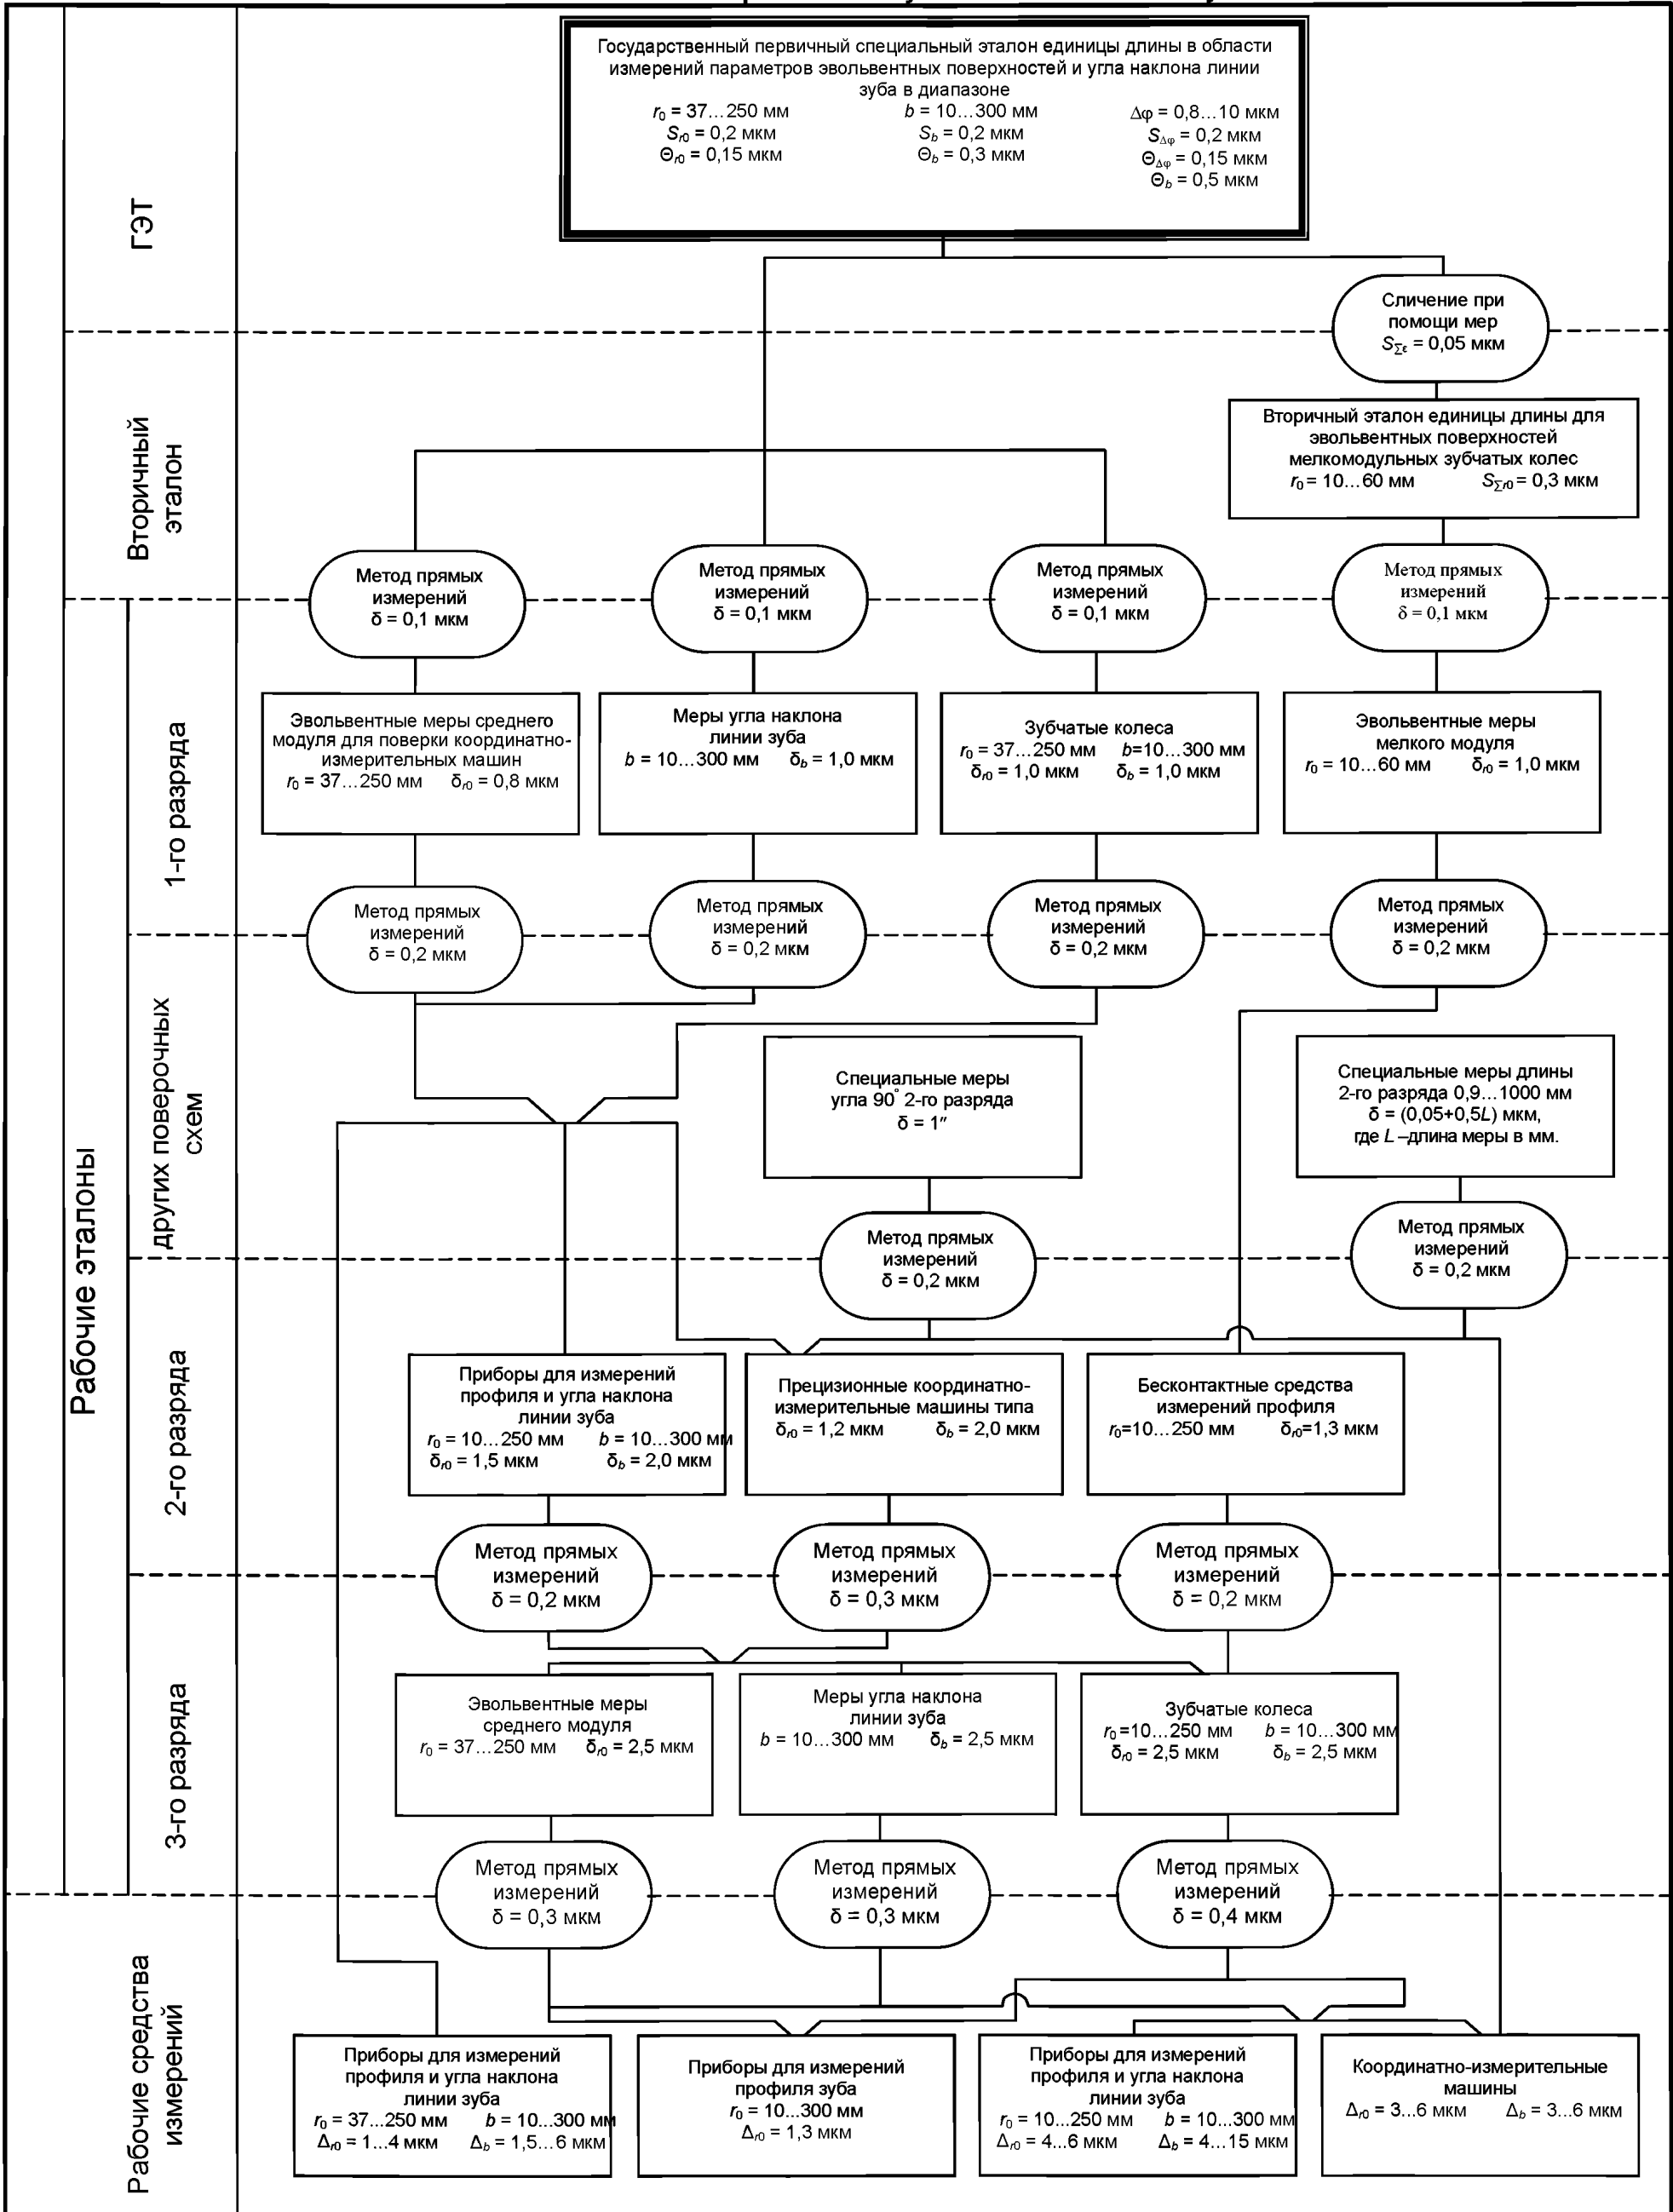 Государственный первичный специальный эталон единицы длины в области
измерений параметров эвольвентных поверхностей и угла наклона линии
зуба в диапазоне
r0 = 37...250 мм b = 10...300 мм Δφ = 0,8...10 мкм
Sr0 = 0,2 мкм Sb = 0,2 мкм SΔφ = 0,2 мкм
Θr0 = 0,15 мкм Θb = 0,3 мкм ΘΔφ = 0,15 мкм
Θb = 0,5 мкм
ГЭТ
Сличение при
помощи мер
SΣε = 0,05 мкм
Вторичный
эталон
Вторичный эталон единицы длины для
эвольвентных поверхностей
мелкомодульных зубчатых колес
r0 = 10...60 мм SΣr0 = 0,3 мкм
Метод прямых
измерений
δ = 0,1 мкм
Метод прямых
измерений
δ = 0,1 мкм
Метод прямых
измерений
δ = 0,1 мкм
Метод прямых
измерений
δ = 0,1 мкм
Рабочие эталоны
1-го разряда
Эвольвентные меры среднего
модуля для поверки координатно-
измерительных машин
r0 = 37...250 мм δr0 = 0,8 мкм
Меры угла наклона
линии зуба
b = 10...300 мм δb = 1,0 мкм
Зубчатые колеса
r0 = 37...250 мм b=10...300 мм
δr0 = 1,0 мкм δb = 1,0 мкм
Эвольвентные меры
мелкого модуля
r0 = 10...60 мм δr0 = 1,0 мкм
Метод прямых
измерений
δ = 0,2 мкм
Метод прямых
измерений
δ = 0,2 мкм
Метод прямых
измерений
δ = 0,2 мкм
Метод прямых
измерений
δ = 0,2 мкм
других поверочных
схем
Специальные меры
угла 90° 2-го разряда
δ = 1″
Специальные меры длины
2-го разряда 0,9...1000 мм
δ = (0,05+0,5L) мкм,
где L –длина меры в мм.
Метод прямых
измерений
δ = 0,2 мкм
Метод прямых
измерений
δ = 0,2 мкм
2-го разряда
Приборы для измерений
профиля и угла наклона
линии зуба
r0 = 10...250 мм b = 10...300 мм
δr0 = 1,5 мкм δb = 2,0 мкм
Прецизионные координатно-
измерительные машины типа
δr0 = 1,2 мкм δb = 2,0 мкм
Бесконтактные средства
измерений профиля
r0=10...250 мм δr0=1,3 мкм
Метод прямых
измерений
δ = 0,2 мкм
Метод прямых
измерений
δ = 0,3 мкм
Метод прямых
измерений
δ = 0,2 мкм
3-го разряда
Эвольвентные меры
среднего модуля
r0 = 37...250 мм δr0 = 2,5 мкм
Меры угла наклона
линии зуба
b = 10...300 мм δb = 2,5 мкм
Зубчатые колеса
r0=10...250 мм b = 10...300 мм
δr0 = 2,5 мкм δb = 2,5 мкм
Метод прямых
измерений
δ = 0,3 мкм
Метод прямых
измерений
δ = 0,3 мкм
Метод прямых
измерений
δ = 0,4 мкм
Рабочие средства
измерений
Приборы для измерений
профиля и угла наклона
линии зуба
r0 = 37...250 мм b = 10...300 мм
Δr0 = 1...4 мкм Δb = 1,5...6 мкм
Приборы для измерений
профиля зуба
r0 = 10...300 мм
Δr0 = 1,3 мкм
Приборы для измерений
профиля и угла наклона
линии зуба
r0 = 10...250 мм b = 10...300 мм
Δr0 = 4...6 мкм Δb = 4...15 мкм
Координатно-измерительные
машины
Δr0 = 3...6 мкм Δb = 3...6 мкм